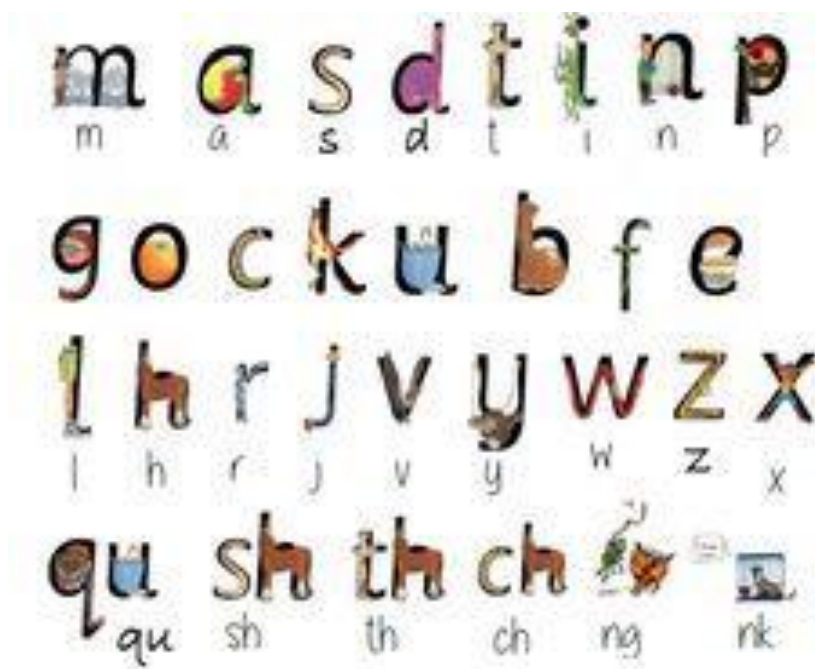 m a s d t i n p
m a s d t i n p
g o c k u b f e
l h r j v y w z x
l h r j v y w z x
qu sh th ch
qu sh th ch ng nk